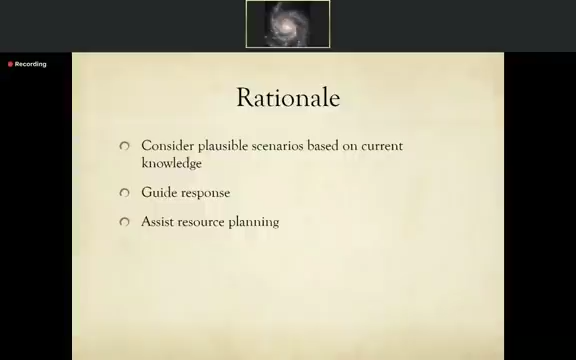 Recording
Rationale
Consider plausible scenarios based on current
knowledge
Guide response
Assist resource planning